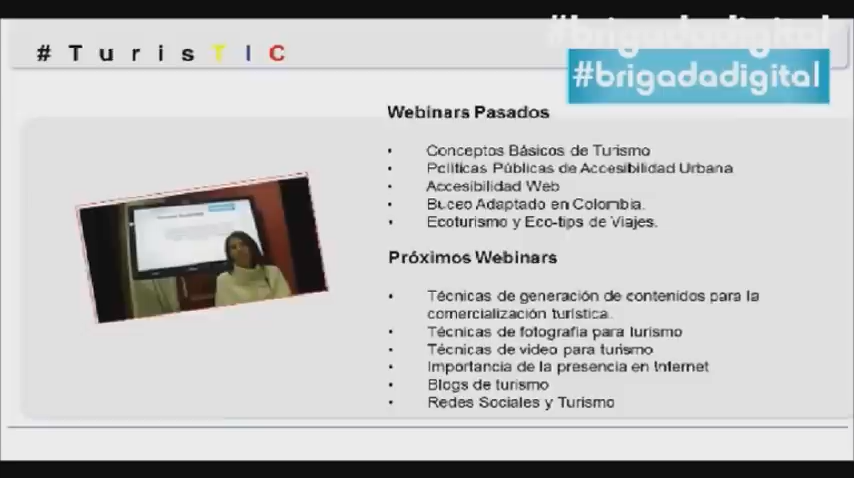 #brigadadigital
# T u r i s T I C
#brigadadigital
Webinars Pasados
• Conceptos Básicos de Turismo
• Políticas Públicas de Accesibilidad Urbana
• Accesibilidad Web
• Buceo Adaptado en Colombia.
• Ecoturismo y Eco-tips de Viajes.
Próximos Webinars
• Técnicas de generación de contenidos para la
comercialización turística.
• Técnicas de fotografía para turismo
• Técnicas de video para turismo
• Importancia de la presencia en Internet
• Blogs de turismo
• Redes Sociales y Turismo